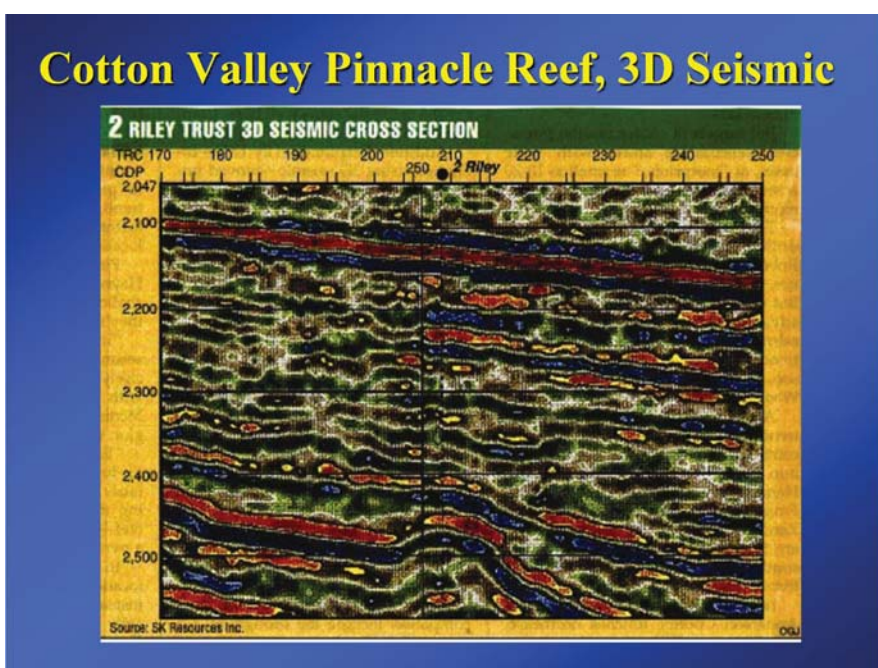 Cotton Valley Pinnacle Reef, 3D Seismic
2 RILEY TRUST 3D SEISMIC CROSS SECTION
TRC 170 180 190 200 210 220 230 240 250
CDP 250 2 Riley
2,047
2,100
2,200
2,300
2,400
2,500
Source: SK Resources Inc.
OGJ